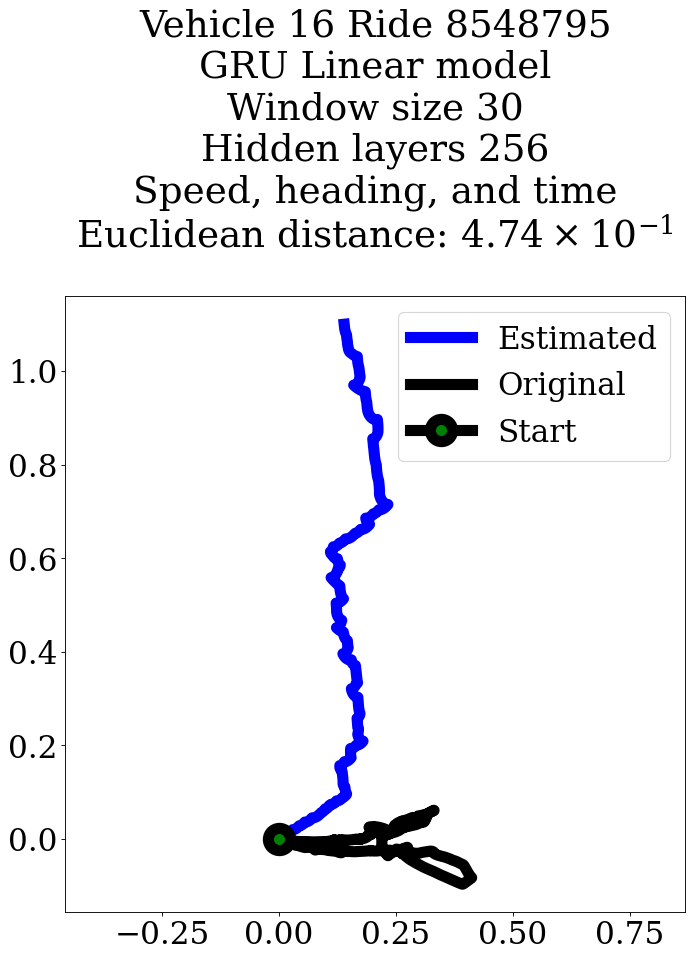 Vehicle 16 Ride 8548795
GRU Linear model
Window size 30
Hidden layers 256
Speed, heading, and time
Euclidean distance: 4.74 × 10⁻¹
Estimated
Original
Start
1.0
0.8
0.6
0.4
0.2
0.0
−0.25 0.00 0.25 0.50 0.75